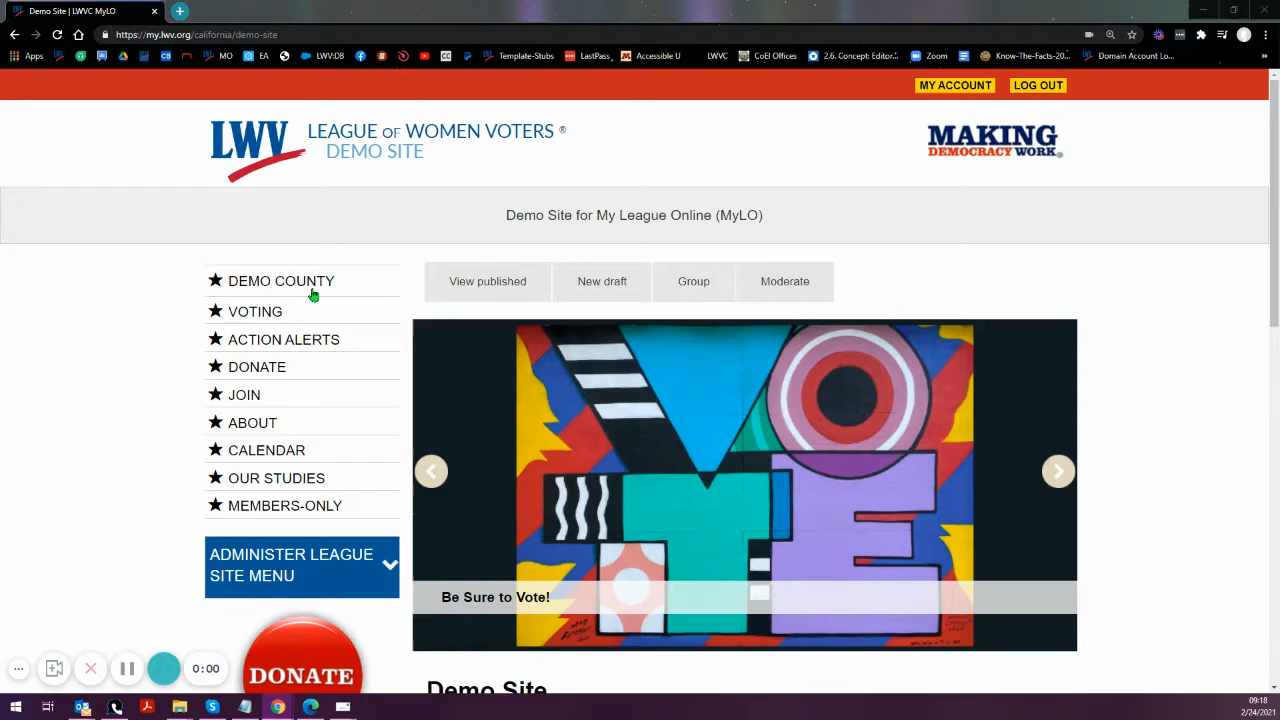 Demo Site | LWVC MyLO
https://my.lwv.org/california/demo-site
Apps MO EA LWV:DB Template-Stubs LastPass Accessible U LWVC CoEI Offices 2.6. Concept: Editor... Zoom Know-The-Facts-20... Domain Account Lo...
MY ACCOUNT LOG OUT
LWV LEAGUE OF WOMEN VOTERS ®
DEMO SITE
MAKING
DEMOCRACY WORK®
Demo Site for My League Online (MyLO)
DEMO COUNTY
VOTING
ACTION ALERTS
DONATE
JOIN
ABOUT
CALENDAR
OUR STUDIES
MEMBERS-ONLY
ADMINISTER LEAGUE
SITE MENU
DONATE
View published New draft Group Moderate
VOTE
Be Sure to Vote!
Demo Site
0:00
09:18
2/24/2021